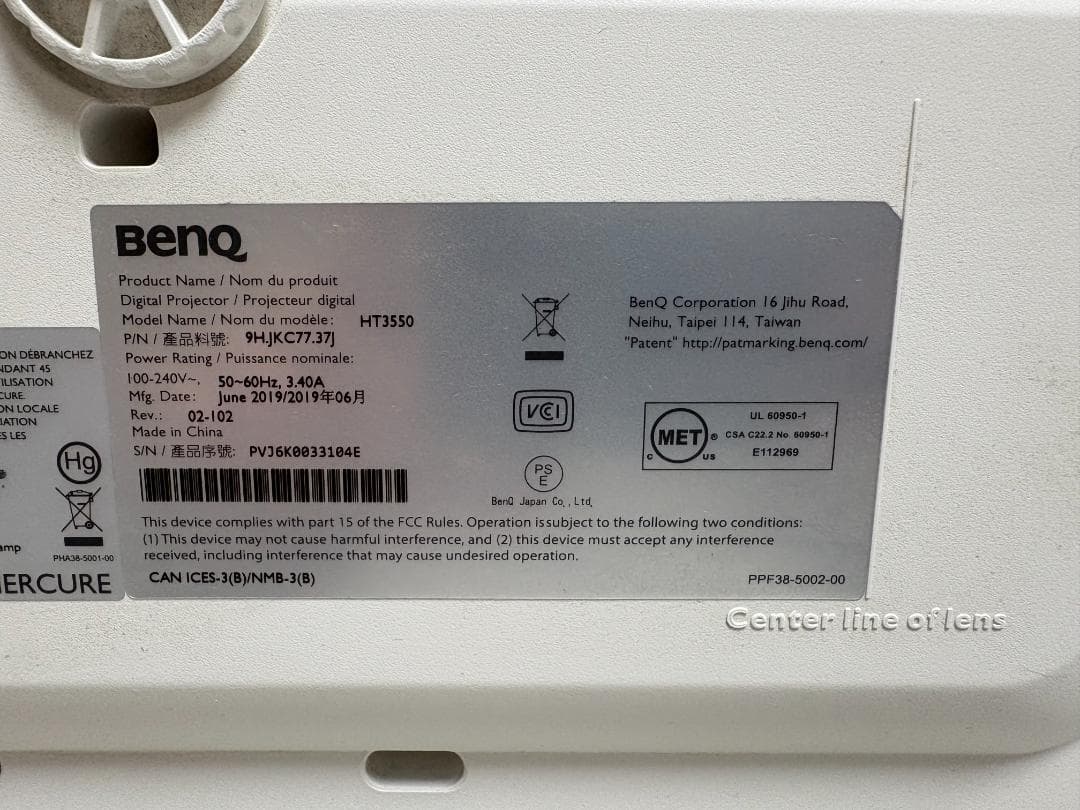 BenQ
Product Name / Nom du produit
Digital Projector / Projecteur digital
Model Name / Nom du modèle: HT3550
P/N / 產品料號: 9H.JKC77.37J
Power Rating / Puissance nominale:
100-240V~, 50~60Hz, 3.40A
Mfg. Date: June 2019/2019年06月
Rev.: 02-102
Made in China
S/N / 產品序號: PVJ6K0033104E
BenQ Corporation 16 Jihu Road,
Neihu, Taipei 114, Taiwan
"Patent" http://patmarking.benq.com/
VCI
PS
E
BenQ Japan Co., Ltd.
MET
C US
®
UL 60950-1
CSA C22.2 No. 60950-1
E112969
This device complies with part 15 of the FCC Rules. Operation is subject to the following two conditions:
(1) This device may not cause harmful interference, and (2) this device must accept any interference
received, including interference that may cause undesired operation.
CAN ICES-3(B)/NMB-3(B)
PPF38-5002-00
Center line of lens
ON DÉBRANCHEZ
NDANT 45
ILISATION
CURE.
ON LOCALE
IATION
ES LES
Hg
amp
PHA38-5001-00
MERCURE